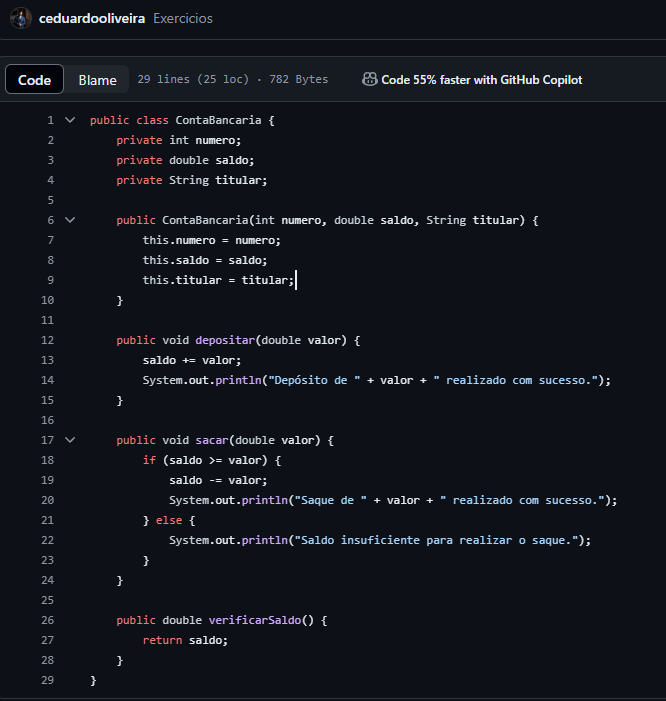 ceduardooliveira Exercicios
Code Blame 29 lines (25 loc) · 782 Bytes Code 55% faster with GitHub Copilot
1 public class ContaBancaria {
2     private int numero;
3     private double saldo;
4     private String titular;
5
6     public ContaBancaria(int numero, double saldo, String titular) {
7         this.numero = numero;
8         this.saldo = saldo;
9         this.titular = titular;
10     }
11
12     public void depositar(double valor) {
13         saldo += valor;
14         System.out.println("Depósito de " + valor + " realizado com sucesso.");
15     }
16
17     public void sacar(double valor) {
18         if (saldo >= valor) {
19             saldo -= valor;
20             System.out.println("Saque de " + valor + " realizado com sucesso.");
21         } else {
22             System.out.println("Saldo insuficiente para realizar o saque.");
23         }
24     }
25
26     public double verificarSaldo() {
27         return saldo;
28     }
29 }